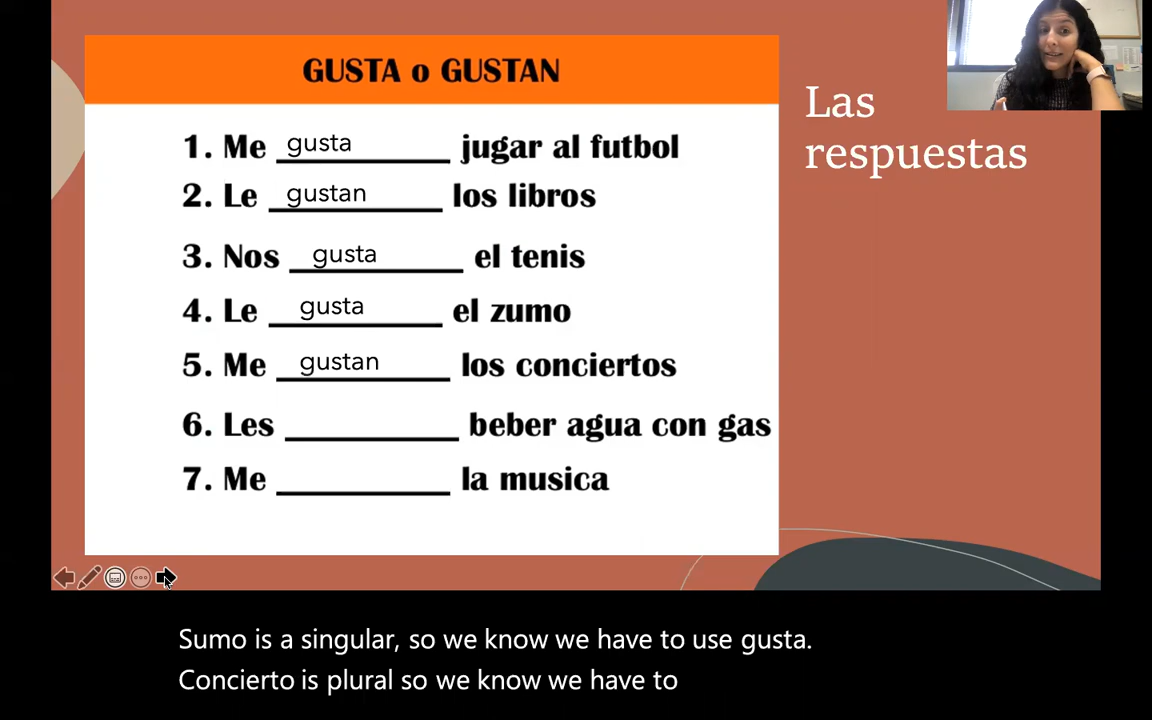 GUSTA o GUSTAN
Las
respuestas
1. Me gusta jugar al futbol
2. Le gustan los libros
3. Nos gusta el tenis
4. Le gusta el zumo
5. Me gustan los conciertos
6. Les __________ beber agua con gas
7. Me __________ la musica
Sumo is a singular, so we know we have to use gusta.
Concierto is plural so we know we have to